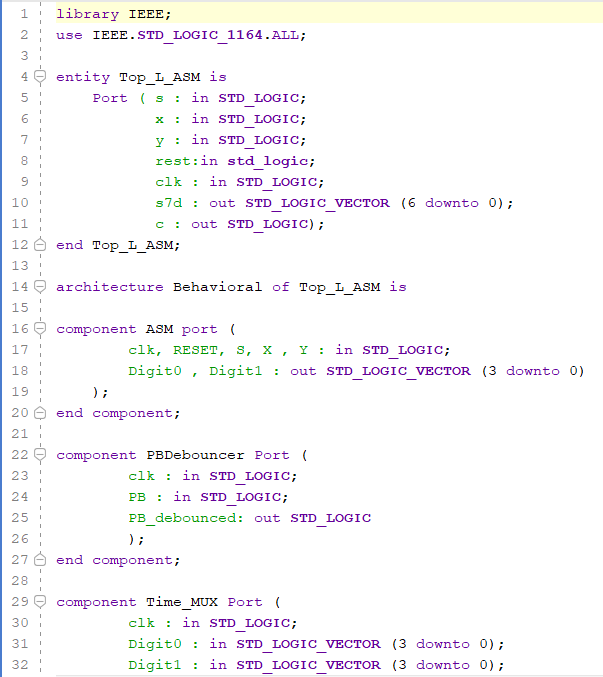 1 library IEEE;
2 use IEEE.STD_LOGIC_1164.ALL;
3
4 entity Top_L_ASM is
5     Port ( s : in STD_LOGIC;
6            x : in STD_LOGIC;
7            y : in STD_LOGIC;
8            rest:in std_logic;
9            clk : in STD_LOGIC;
10            s7d : out STD_LOGIC_VECTOR (6 downto 0);
11            c : out STD_LOGIC);
12 end Top_L_ASM;
13
14 architecture Behavioral of Top_L_ASM is
15
16 component ASM port (
17         clk, RESET, S, X , Y : in STD_LOGIC;
18         Digit0 , Digit1 : out STD_LOGIC_VECTOR (3 downto 0)
19     );
20 end component;
21
22 component PBDebouncer Port (
23         clk : in STD_LOGIC;
24         PB : in STD_LOGIC;
25         PB_debounced: out STD_LOGIC
26         );
27 end component;
28
29 component Time_MUX Port (
30         clk : in STD_LOGIC;
31         Digit0 : in STD_LOGIC_VECTOR (3 downto 0);
32         Digit1 : in STD_LOGIC_VECTOR (3 downto 0);